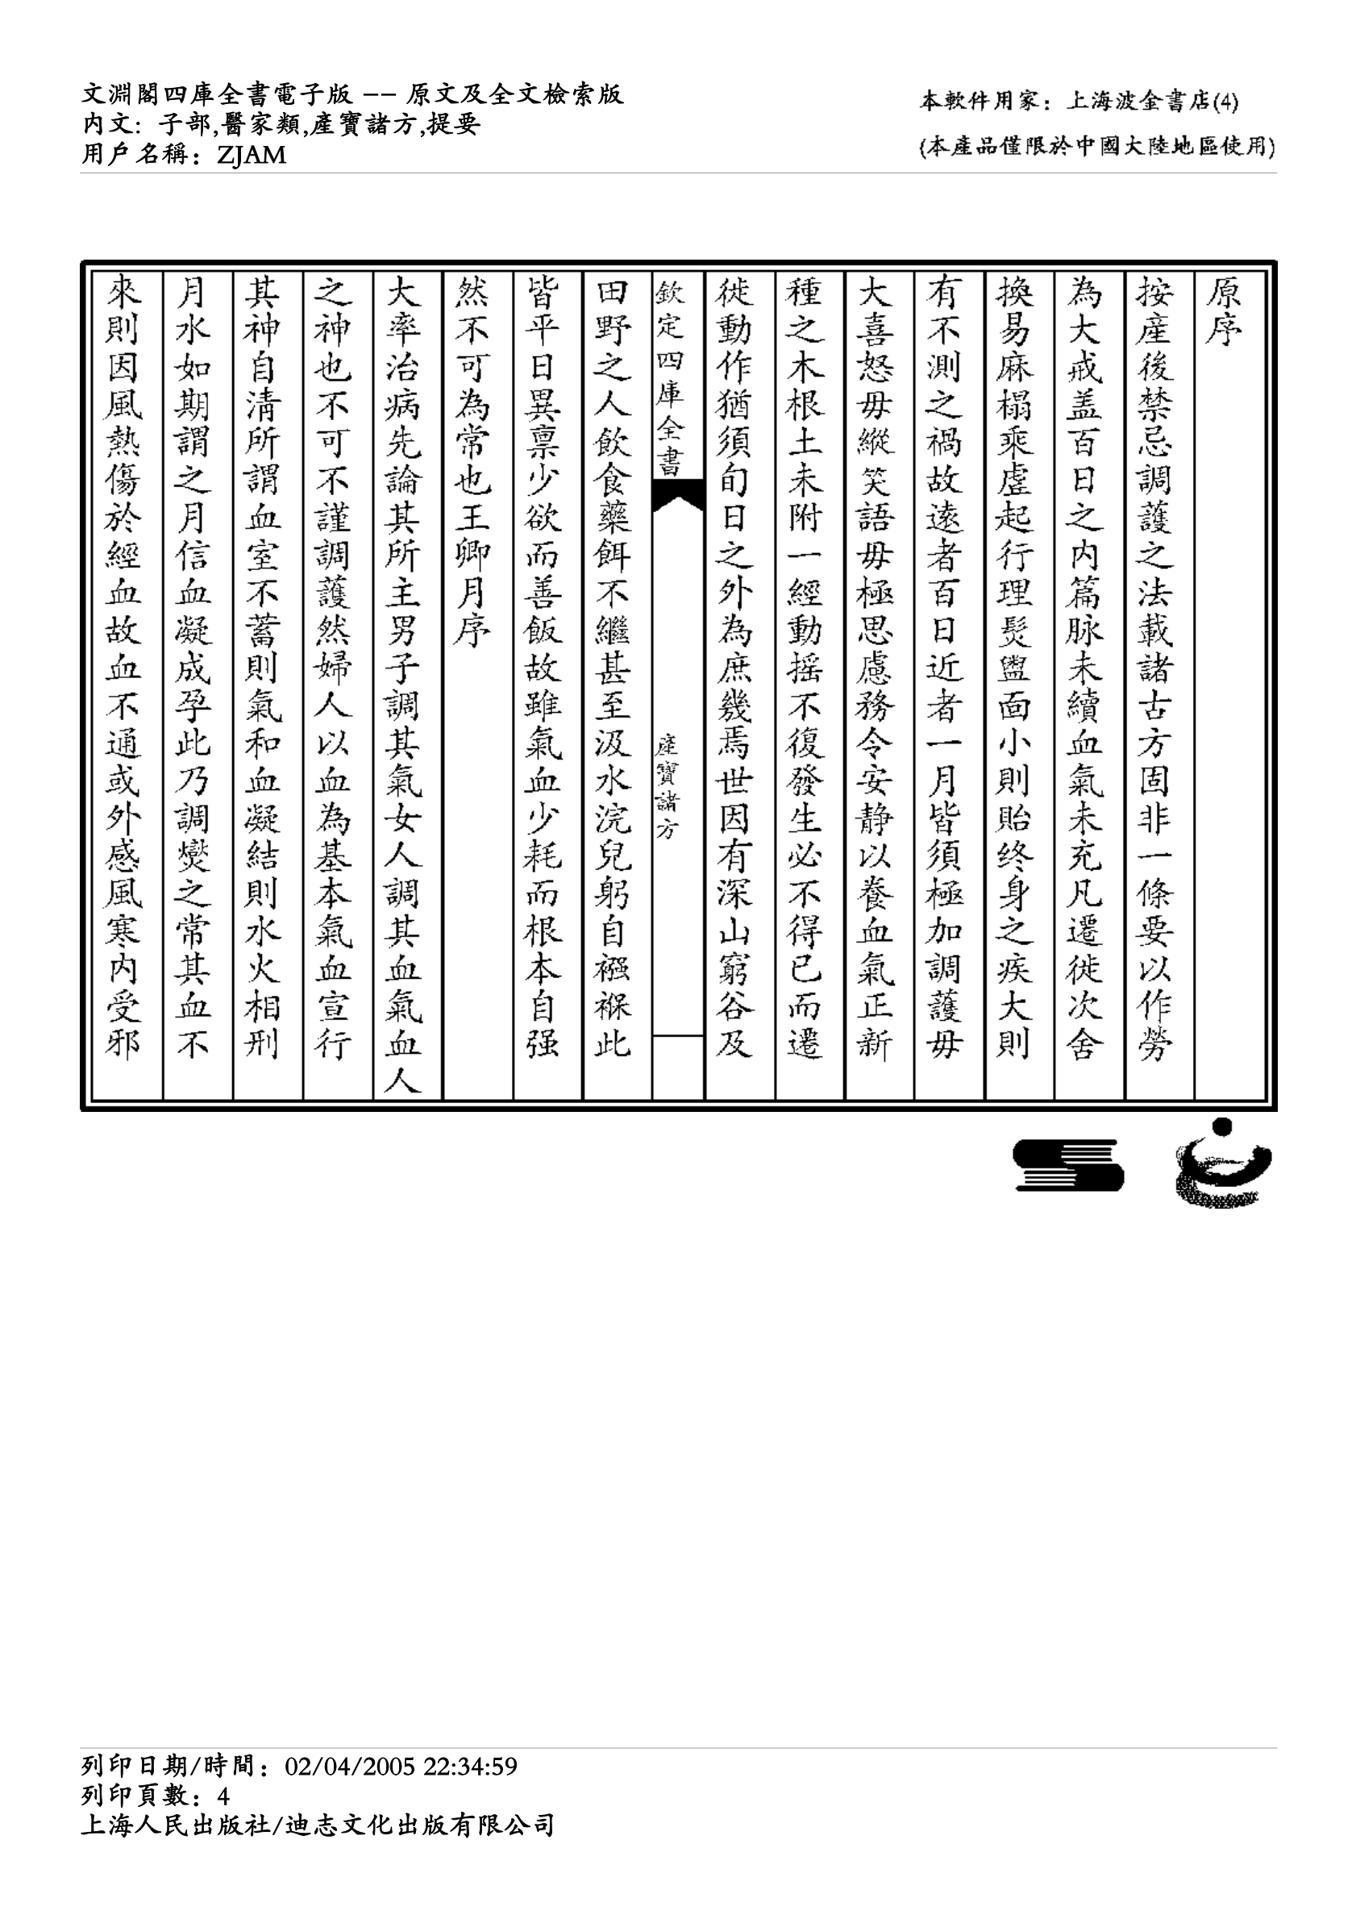 文淵閣四庫全書電子版 -- 原文及全文檢索版
内文: 子部,醫家類,產寶諸方,提要
用戶名稱：ZJAM
本軟件用家：上海波金書店(4)
(本產品僅限於中國大陸地區使用)
原序
按產後禁忌調護之法載諸古方固非一條要以作勞
為大戒盖百日之内篇脉未續血氣未充凡遷徙次舍
換易麻榻乘虛起行理髮盥面小則貽终身之疾大則
有不測之禍故逺者百日近者一月皆須極加調護毋
大喜怒毋縱笑語毋極思慮務令安静以養血氣正新
種之木根土未附一經動摇不復發生必不得已而遷
徙動作猶須旬日之外為庶幾焉世因有深山窮谷及
欽定四庫全書
產寶諸方
田野之人飲食藥餌不繼甚至汲水浣兒躬自襁褓此
皆平日異禀少欲而善飯故雖氣血少耗而根本自强
然不可為常也王卿月序
大率治病先論其所主男子調其氣女人調其血氣血人
之神也不可不謹調護然婦人以血為基本氣血宣行
其神自清所謂血室不蓄則氣和血凝結則水火相刑
月水如期謂之月信血凝成孕此乃調燮之常其血不
來則因風熱傷於經血故血不通或外感風寒内受邪
列印日期/時間：02/04/2005 22:34:59
列印頁數：4
上海人民出版社/迪志文化出版有限公司